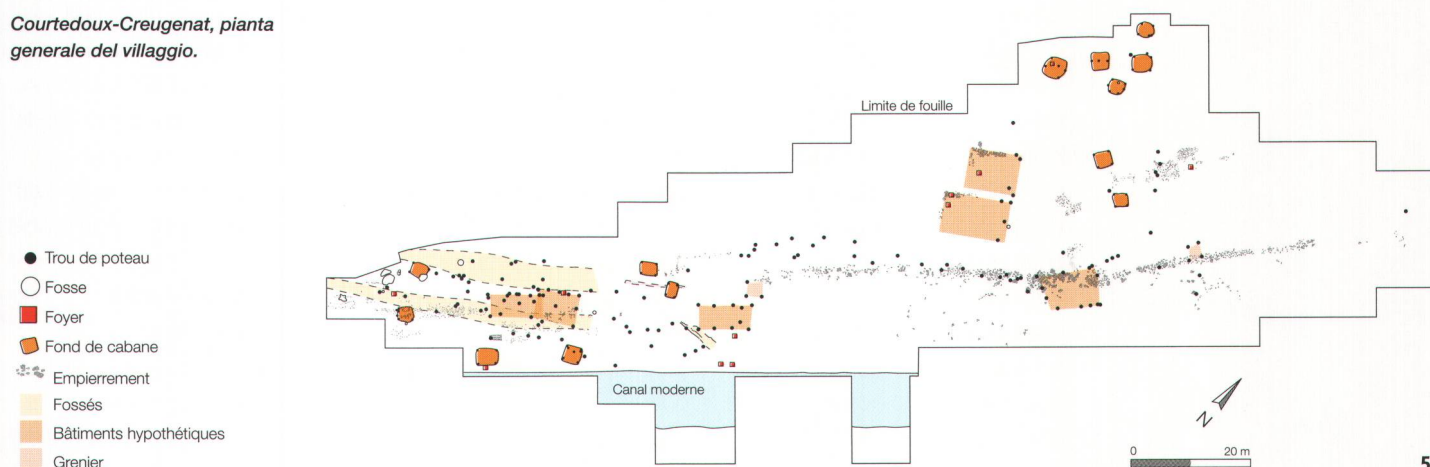 Courtedoux-Creugenat, pianta
generale del villaggio.
Limite de fouille
Trou de poteau
Fosse
Foyer
Fond de cabane
Empierrement
Fossés
Bâtiments hypothétiques
Grenier
Canal moderne
N
0 20 m
5